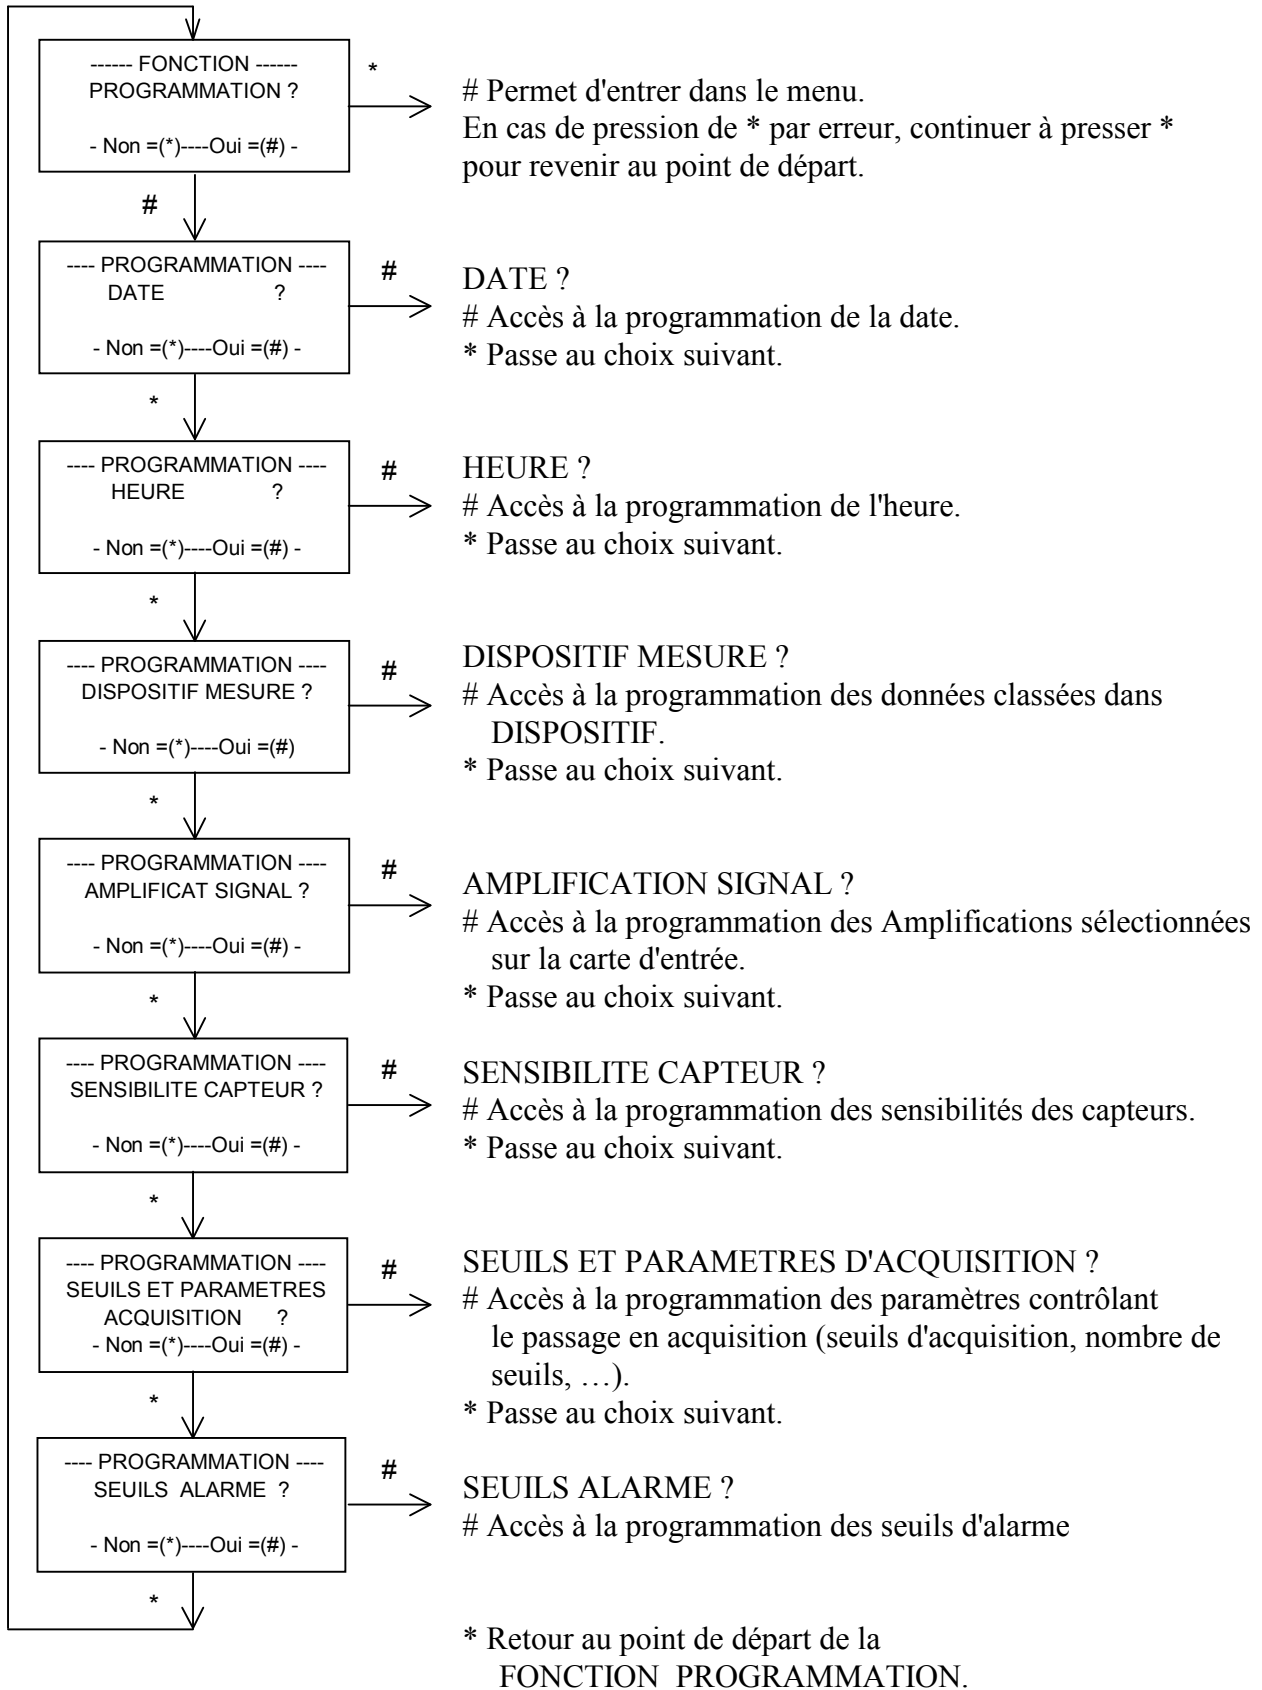 ------ FONCTION ------
PROGRAMMATION ?
- Non =(*)----Oui =(#) -
*
# Permet d'entrer dans le menu.
En cas de pression de * par erreur, continuer à presser *
pour revenir au point de départ.
#
---- PROGRAMMATION ----
DATE ?
- Non =(*)----Oui =(#) -
#
DATE ?
# Accès à la programmation de la date.
* Passe au choix suivant.
*
---- PROGRAMMATION ----
HEURE ?
- Non =(*)----Oui =(#) -
#
HEURE ?
# Accès à la programmation de l'heure.
* Passe au choix suivant.
*
---- PROGRAMMATION ----
DISPOSITIF MESURE ?
- Non =(*)----Oui =(#)
#
DISPOSITIF MESURE ?
# Accès à la programmation des données classées dans
DISPOSITIF.
* Passe au choix suivant.
*
---- PROGRAMMATION ----
AMPLIFICAT SIGNAL ?
- Non =(*)----Oui =(#) -
#
AMPLIFICATION SIGNAL ?
# Accès à la programmation des Amplifications sélectionnées
sur la carte d'entrée.
* Passe au choix suivant.
*
---- PROGRAMMATION ----
SENSIBILITE CAPTEUR ?
- Non =(*)----Oui =(#) -
#
SENSIBILITE CAPTEUR ?
# Accès à la programmation des sensibilités des capteurs.
* Passe au choix suivant.
*
---- PROGRAMMATION ----
SEUILS ET PARAMETRES
ACQUISITION ?
- Non =(*)----Oui =(#) -
#
SEUILS ET PARAMETRES D'ACQUISITION ?
# Accès à la programmation des paramètres contrôlant
le passage en acquisition (seuils d'acquisition, nombre de
seuils, …).
* Passe au choix suivant.
*
---- PROGRAMMATION ----
SEUILS ALARME ?
- Non =(*)----Oui =(#) -
#
SEUILS ALARME ?
# Accès à la programmation des seuils d'alarme
*
* Retour au point de départ de la
FONCTION PROGRAMMATION.